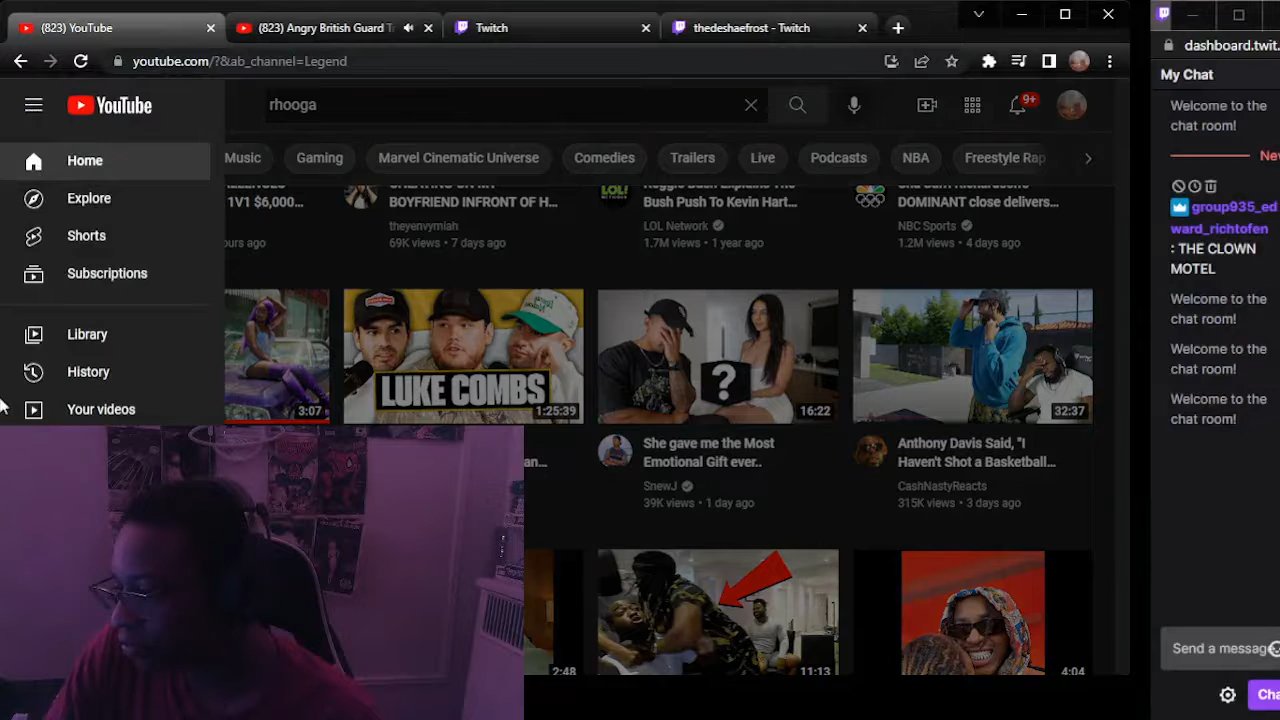 (823) YouTube
(823) Angry British Guard T
Twitch
thedeshaefrost - Twitch
youtube.com/?&ab_channel=Legend
dashboard.twit
YouTube
rhooga
9+
My Chat
Home
Explore
Shorts
Subscriptions
Library
History
Your videos
Music
Gaming
Marvel Cinematic Universe
Comedies
Trailers
Live
Podcasts
NBA
Freestyle Rap
1V1 $6,000...
ours ago
BOYFRIEND INFRONT OF H...
theyenvymiah
69K views • 7 days ago
LOL!
Reggie Bush Explains The
Bush Push To Kevin Hart...
LOL Network
1.7M views • 1 year ago
DOMINANT close delivers...
NBC Sports
1.2M views • 4 days ago
3:07
LUKE COMBS
1:25:39
an...
?
16:22
She gave me the Most
Emotional Gift ever..
SnewJ
39K views • 1 day ago
32:37
Anthony Davis Said, "I
Haven't Shot a Basketball...
CashNastyReacts
315K views • 3 days ago
2:48
11:13
4:04
Welcome to the
chat room!
group935_ed
ward_richtofen
: THE CLOWN
MOTEL
Welcome to the
chat room!
Welcome to the
chat room!
Welcome to the
chat room!
Send a message